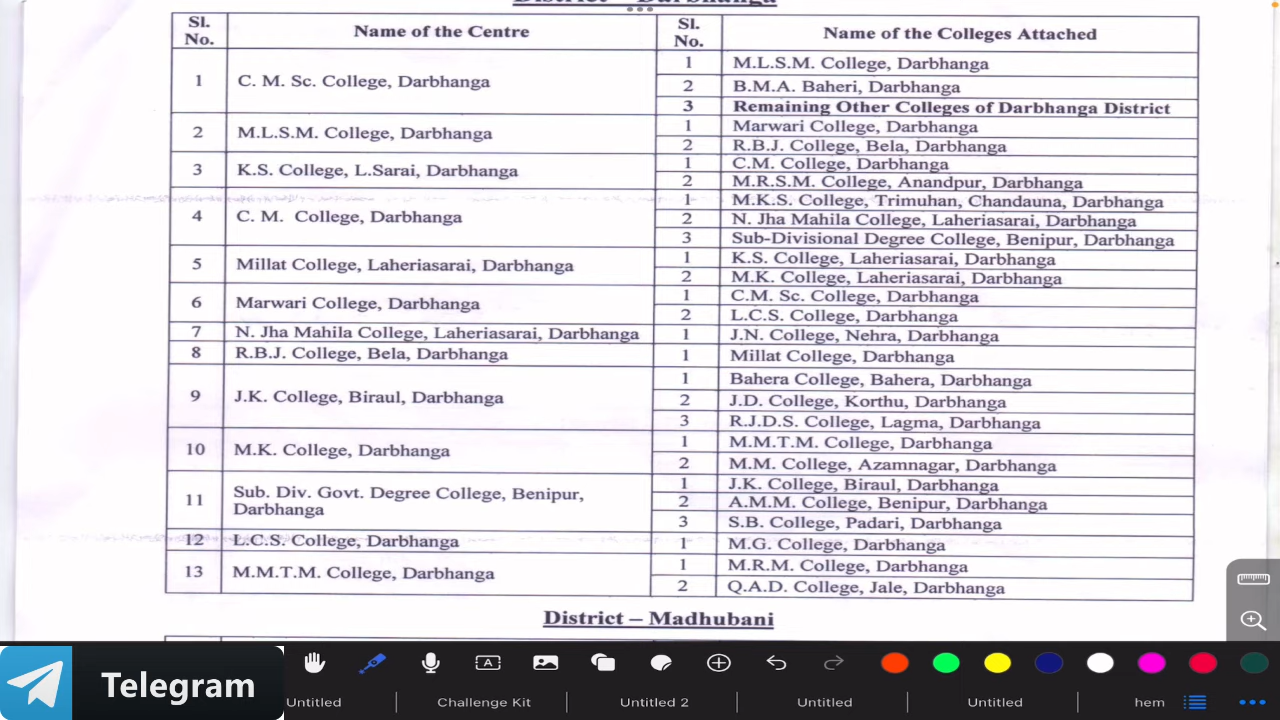 District – Darbhanga
Sl. No. Name of the Centre Sl. No. Name of the Colleges Attached
1 C. M. Sc. College, Darbhanga 1 M.L.S.M. College, Darbhanga
2 B.M.A. Baheri, Darbhanga
3 Remaining Other Colleges of Darbhanga District
2 M.L.S.M. College, Darbhanga 1 Marwari College, Darbhanga
2 R.B.J. College, Bela, Darbhanga
3 K.S. College, L.Sarai, Darbhanga 1 C.M. College, Darbhanga
2 M.R.S.M. College, Anandpur, Darbhanga
4 C. M. College, Darbhanga 1 M.K.S. College, Trimuhan, Chandauna, Darbhanga
2 N. Jha Mahila College, Laheriasarai, Darbhanga
3 Sub-Divisional Degree College, Benipur, Darbhanga
5 Millat College, Laheriasarai, Darbhanga 1 K.S. College, Laheriasarai, Darbhanga
2 M.K. College, Laheriasarai, Darbhanga
6 Marwari College, Darbhanga 1 C.M. Sc. College, Darbhanga
2 L.C.S. College, Darbhanga
7 N. Jha Mahila College, Laheriasarai, Darbhanga 1 J.N. College, Nehra, Darbhanga
8 R.B.J. College, Bela, Darbhanga 1 Millat College, Darbhanga
9 J.K. College, Biraul, Darbhanga 1 Bahera College, Bahera, Darbhanga
2 J.D. College, Korthu, Darbhanga
3 R.J.D.S. College, Lagma, Darbhanga
10 M.K. College, Darbhanga 1 M.M.T.M. College, Darbhanga
2 M.M. College, Azamnagar, Darbhanga
11 Sub. Div. Govt. Degree College, Benipur, 1 J.K. College, Biraul, Darbhanga
Darbhanga 2 A.M.M. College, Benipur, Darbhanga
3 S.B. College, Padari, Darbhanga
12 L.C.S. College, Darbhanga 1 M.G. College, Darbhanga
13 M.M.T.M. College, Darbhanga 1 M.R.M. College, Darbhanga
2 Q.A.D. College, Jale, Darbhanga
District – Madhubani
A
Telegram
Untitled Challenge Kit Untitled 2 Untitled Untitled hem